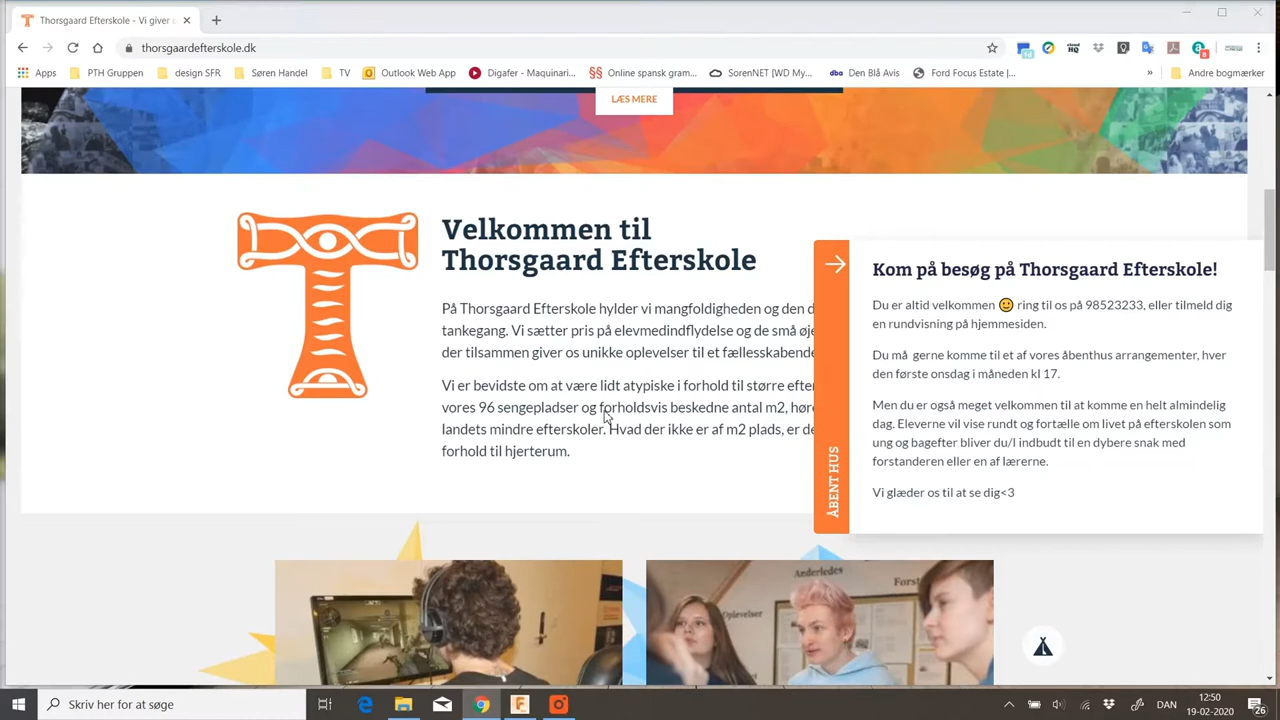 Thorsgaard Efterskole - Vi giver
thorsgaardefterskole.dk
Apps
PTH Gruppen
design SFR
Søren Handel
TV
Outlook Web App
Digafer - Maquinari...
Online spansk gram...
SorenNET [WD My...
dba
Den Blå Avis
Ford Focus Estate |...
»
Andre bogmærker
LÆS MERE
Velkommen til
Thorsgaard Efterskole
På Thorsgaard Efterskole hylder vi mangfoldigheden og den
tankegang. Vi sætter pris på elevmedindflydelse og de små
der tilsammen giver os unikke oplevelser til et
Vi er bevidste om at være lidt atypiske i forhold til større
vores 96 sengepladser og forholdsvis beskedne antal m2,
landets mindre efterskoler. Hvad der ikke er af m2 plads, er
forhold til hjerterum.
ÅBENT HUS
Kom på besøg på Thorsgaard Efterskole!
Du er altid velkommen 🙂 ring til os på 98523233, eller tilmeld dig
en rundvisning på hjemmesiden.
Du må gerne komme til et af vores åbenthus arrangementer, hver
den første onsdag i måneden kl 17.
Men du er også meget velkommen til at komme en helt almindelig
dag. Eleverne vil vise rundt og fortælle om livet på efterskolen som
ung og bagefter bliver du/I indbudt til en dybere snak med
forstanderen eller en af lærerne.
Vi glæder os til at se dig<3
Anderledes
Oplevelser
Skriv her for at søge
DAN
12:50
19-02-2020
26